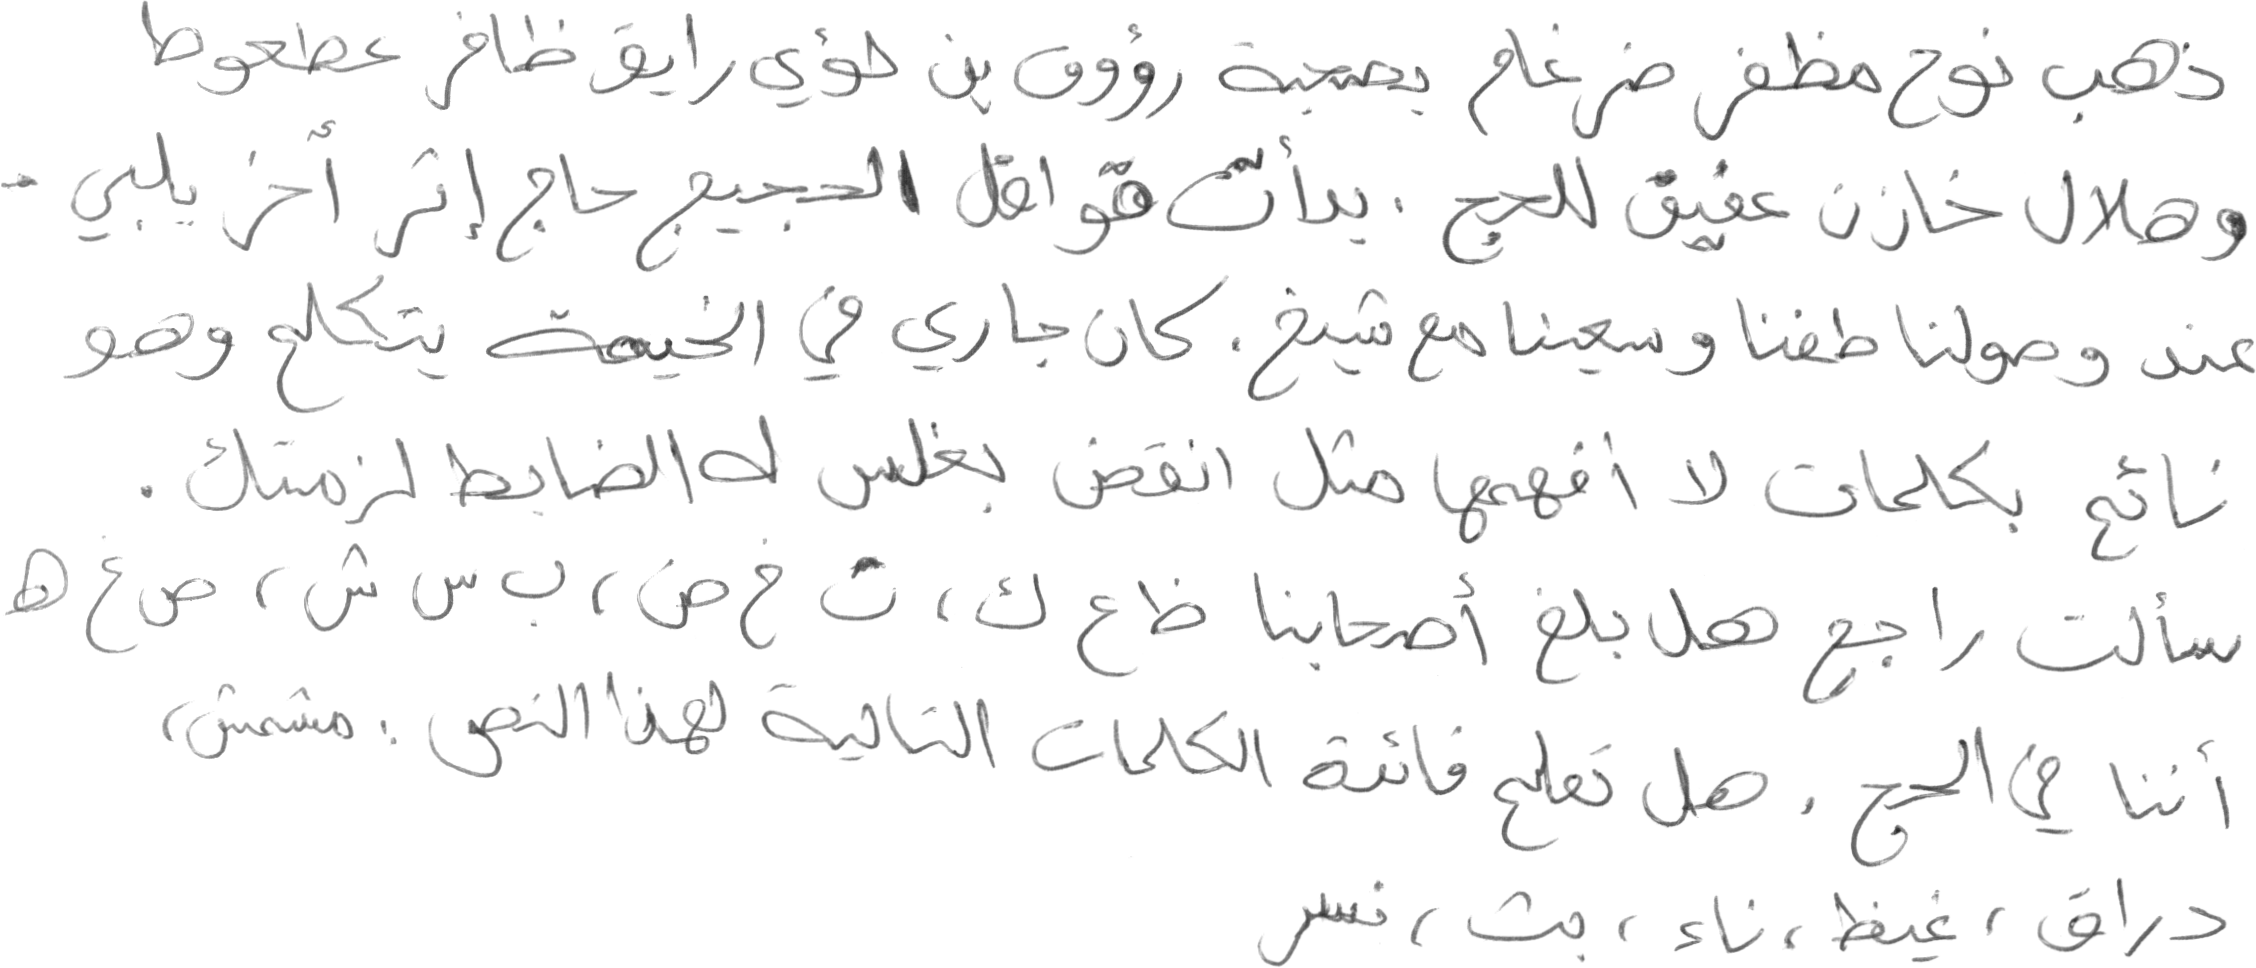 ذهب نوح مظفر ضرغام بصحبة رؤوف بن لؤي رايق ظافر عطعوط
وهلال خازن عفيق للحج . بدأت قوافل الحجيج حاج إثر أخر يلبي .
عند وصولنا طفنا وسعينا مع شيخ . كان جاري في الخيمة يتكلم وهو
نائم بكلمات لا أفهمها مثل انقض بغلس له الضابط لزمتك .
سألت راجع هل بلغ أصحابنا ظ ع ك ، ث خ ض ، ب س ش ، ص غ ه
أننا في الحج . هل تعلم فائدة الكلمات التالية لهذا النص : مشمش ،
دراق ، غيظ ، ناء ، بث ، نسر